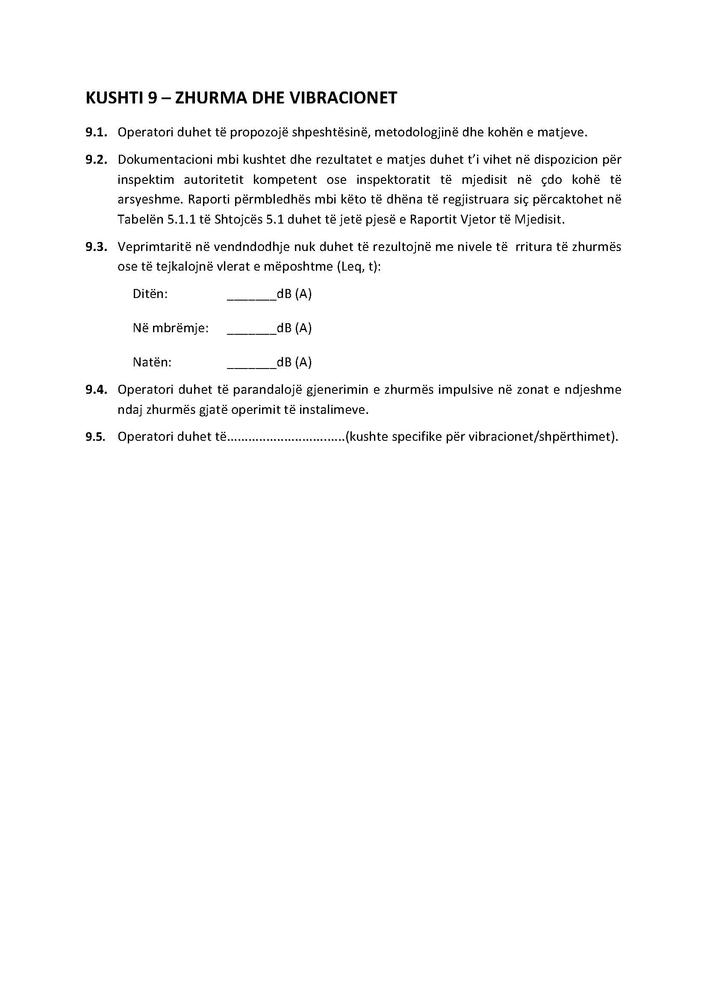 KUSHTI 9 – ZHURMA DHE VIBRACIONET
9.1. Operatori duhet të propozojë shpeshtësinë, metodologjinë dhe kohën e matjeve.
9.2. Dokumentacioni mbi kushtet dhe rezultatet e matjes duhet t’i vihet në dispozicion për
inspektim autoritetit kompetent ose inspektoratit të mjedisit në çdo kohë të
arsyeshme. Raporti përmbledhës mbi këto të dhëna të regjistruara siç përcaktohet në
Tabelën 5.1.1 të Shtojcës 5.1 duhet të jetë pjesë e Raportit Vjetor të Mjedisit.
9.3. Veprimtaritë në vendndodhje nuk duhet të rezultojnë me nivele të  rritura të zhurmës
ose të tejkalojnë vlerat e mëposhtme (Leq, t):
Ditën: _______dB (A)
Në mbrëmje: _______dB (A)
Natën: _______dB (A)
9.4. Operatori duhet të parandalojë gjenerimin e zhurmës impulsive në zonat e ndjeshme
ndaj zhurmës gjatë operimit të instalimeve.
9.5. Operatori duhet të.................................(kushte specifike për vibracionet/shpërthimet).